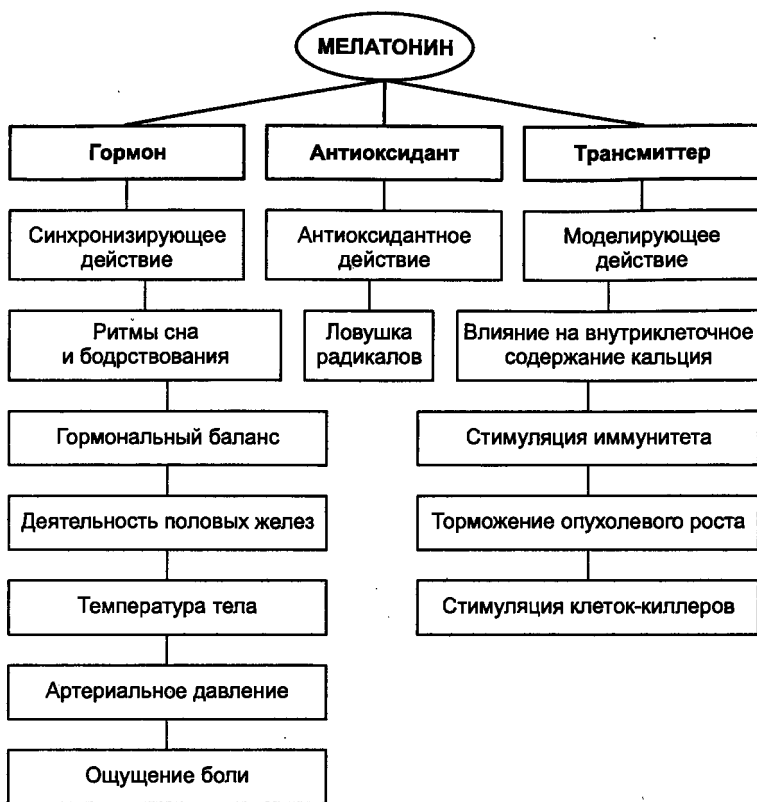 МЕЛАТОНИН
Гормон
Антиоксидант
Трансмиттер
Синхронизирующее
действие
Антиоксидантное
действие
Моделирующее
действие
Ритмы сна
и бодрствования
Ловушка
радикалов
Влияние на внутриклеточное
содержание кальция
Гормональный баланс
Стимуляция иммунитета
Деятельность половых желез
Торможение опухолевого роста
Температура тела
Стимуляция клеток-киллеров
Артериальное давление
Ощущение боли